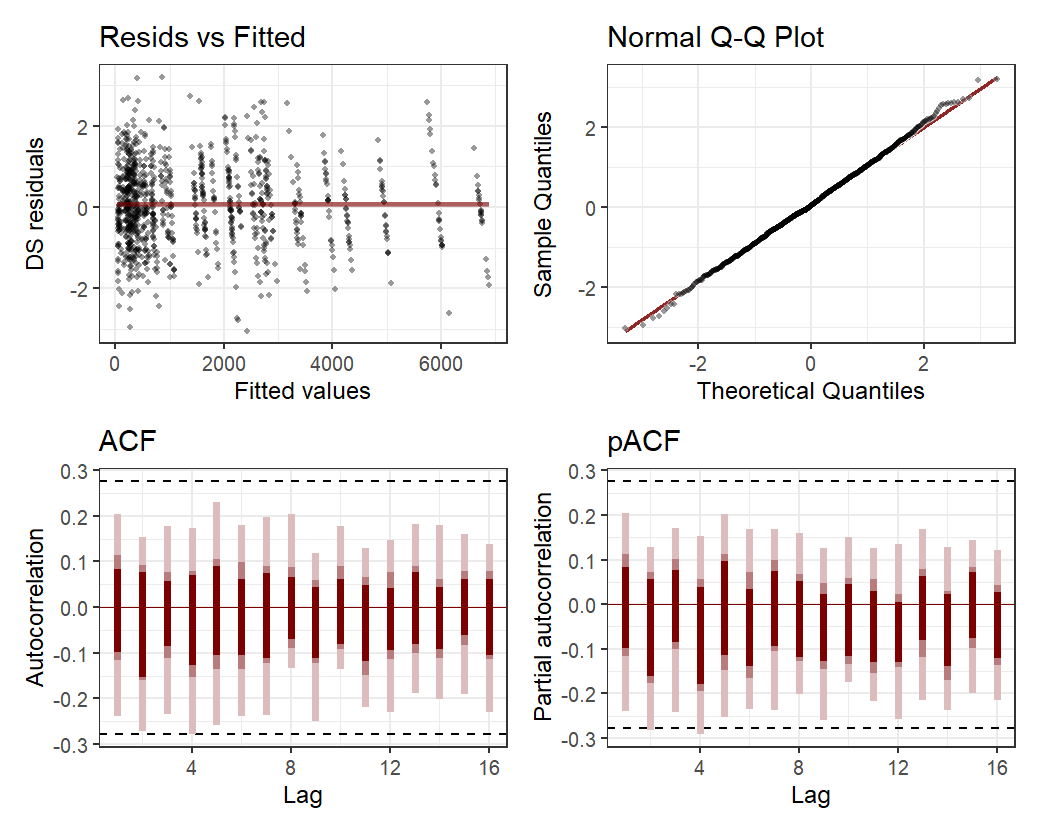 Resids vs Fitted
DS residuals
2
0
-2
0
2000
4000
6000
Fitted values
Normal Q-Q Plot
Sample Quantiles
2
0
-2
-2
0
2
Theoretical Quantiles
ACF
Autocorrelation
0.3
0.2
0.1
0.0
-0.1
-0.2
-0.3
4
8
12
16
Lag
pACF
Partial autocorrelation
0.3
0.2
0.1
0.0
-0.1
-0.2
-0.3
4
8
12
16
Lag